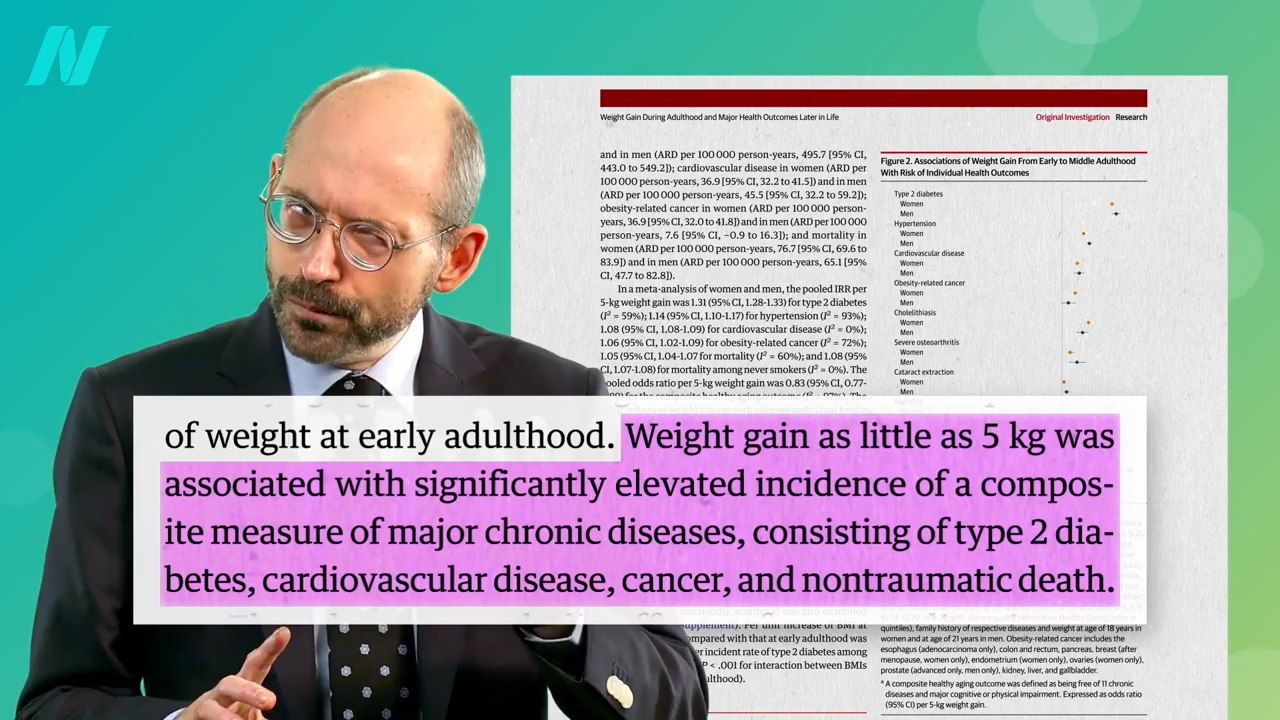 N
Weight Gain During Adulthood and Major Health Outcomes Later in Life
Original Investigation Research
and in men (ARD per 100 000 person-years, 495.7 [95% CI,
443.0 to 549.2]); cardiovascular disease in women (ARD per
100 000 person-years, 36.9 [95% CI, 32.2 to 41.5]) and in men
(ARD per 100 000 person-years, 45.5 [95% CI, 32.2 to 59.2]);
obesity-related cancer in women (ARD per 100 000 person-
years, 36.9 [95% CI, 32.0 to 41.8]) and in men (ARD per 100 000
person-years, 7.6 [95% CI, −0.9 to 16.3]); and mortality in
women (ARD per 100 000 person-years, 76.7 [95% CI, 69.6 to
83.9]) and in men (ARD per 100 000 person-years, 65.1 [95%
CI, 47.7 to 82.8]).
In a meta-analysis of women and men, the pooled IRR per
5-kg weight gain was 1.31 (95% CI, 1.28-1.33) for type 2 diabetes
(I² = 59%); 1.14 (95% CI, 1.10-1.17) for hypertension (I² = 93%);
1.08 (95% CI, 1.08-1.09) for cardiovascular disease (I² = 0%);
1.06 (95% CI, 1.02-1.09) for obesity-related cancer (I² = 72%);
1.05 (95% CI, 1.04-1.07 for mortality (I² = 60%); and 1.08 (95%
CI, 1.07-1.08) for mortality among never smokers (I² = 0%). The
ooled odds ratio per 5-kg weight gain was 0.83 (95% CI, 0.77-
Figure 2. Associations of Weight Gain From Early to Middle Adulthood
With Risk of Individual Health Outcomes
Type 2 diabetes
Women
Men
Hypertension
Women
Men
Cardiovascular disease
Women
Men
Obesity-related cancer
Women
Men
Cholelithiasis
Women
Men
Severe osteoarthritis
Women
Men
Cataract extraction
Women
Men
of weight at early adulthood. Weight gain as little as 5 kg was
associated with significantly elevated incidence of a compos-
ite measure of major chronic diseases, consisting of type 2 dia-
betes, cardiovascular disease, cancer, and nontraumatic death.
Per unit increase of BMI at
ompared with that at early adulthood was
er incident rate of type 2 diabetes among
P < .001 for interaction between BMIs
ulthood).
quintiles), family history of respective diseases and weight at age of 18 years in
women and at age of 21 years in men. Obesity-related cancer includes the
esophagus (adenocarcinoma only), colon and rectum, pancreas, breast (after
menopause, women only), endometrium (women only), ovaries (women only),
prostate (advanced only, men only), kidney, liver, and gallbladder.
a A composite healthy aging outcome was defined as being free of 11 chronic
diseases and major cognitive or physical impairment. Expressed as odds ratio
(95% CI) per 5-kg weight gain.